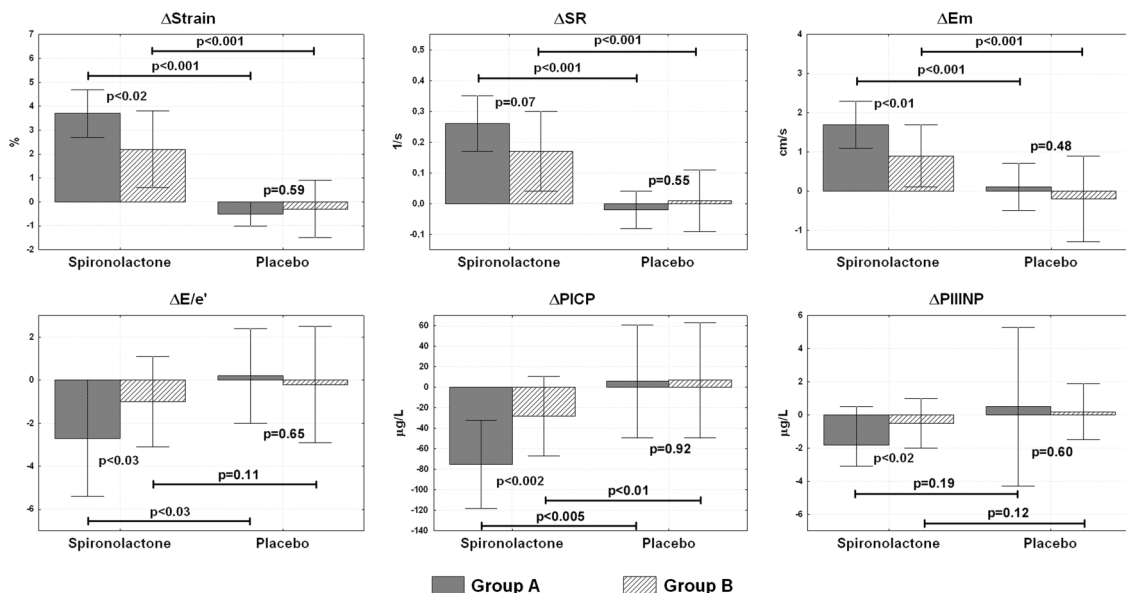 ΔStrain
p<0.001
p<0.001
p<0.02
p=0.59
%
7
6
5
4
3
2
1
0
-1
-2
Spironolactone Placebo
ΔSR
p<0.001
p<0.001
p=0.07
p=0.55
1/s
0.5
0.4
0.3
0.2
0.1
0.0
-0,1
Spironolactone Placebo
ΔEm
p<0.001
p<0.001
p<0.01
p=0.48
cm/s
4
3
2
1
0
-1
Spironolactone Placebo
ΔE/e'
2
0
-2
-4
-6
p=0.65
p<0.03
p=0.11
p<0.03
Spironolactone Placebo
ΔPICP
µg/L
60
40
20
0
-20
-40
-60
-80
-100
-120
-140
p=0.92
p<0.002
p<0.01
p<0.005
Spironolactone Placebo
ΔPIIINP
µg/L
6
4
2
0
-2
-4
-6
p=0.60
p<0.02
p=0.19
p=0.12
Spironolactone Placebo
Group A Group B